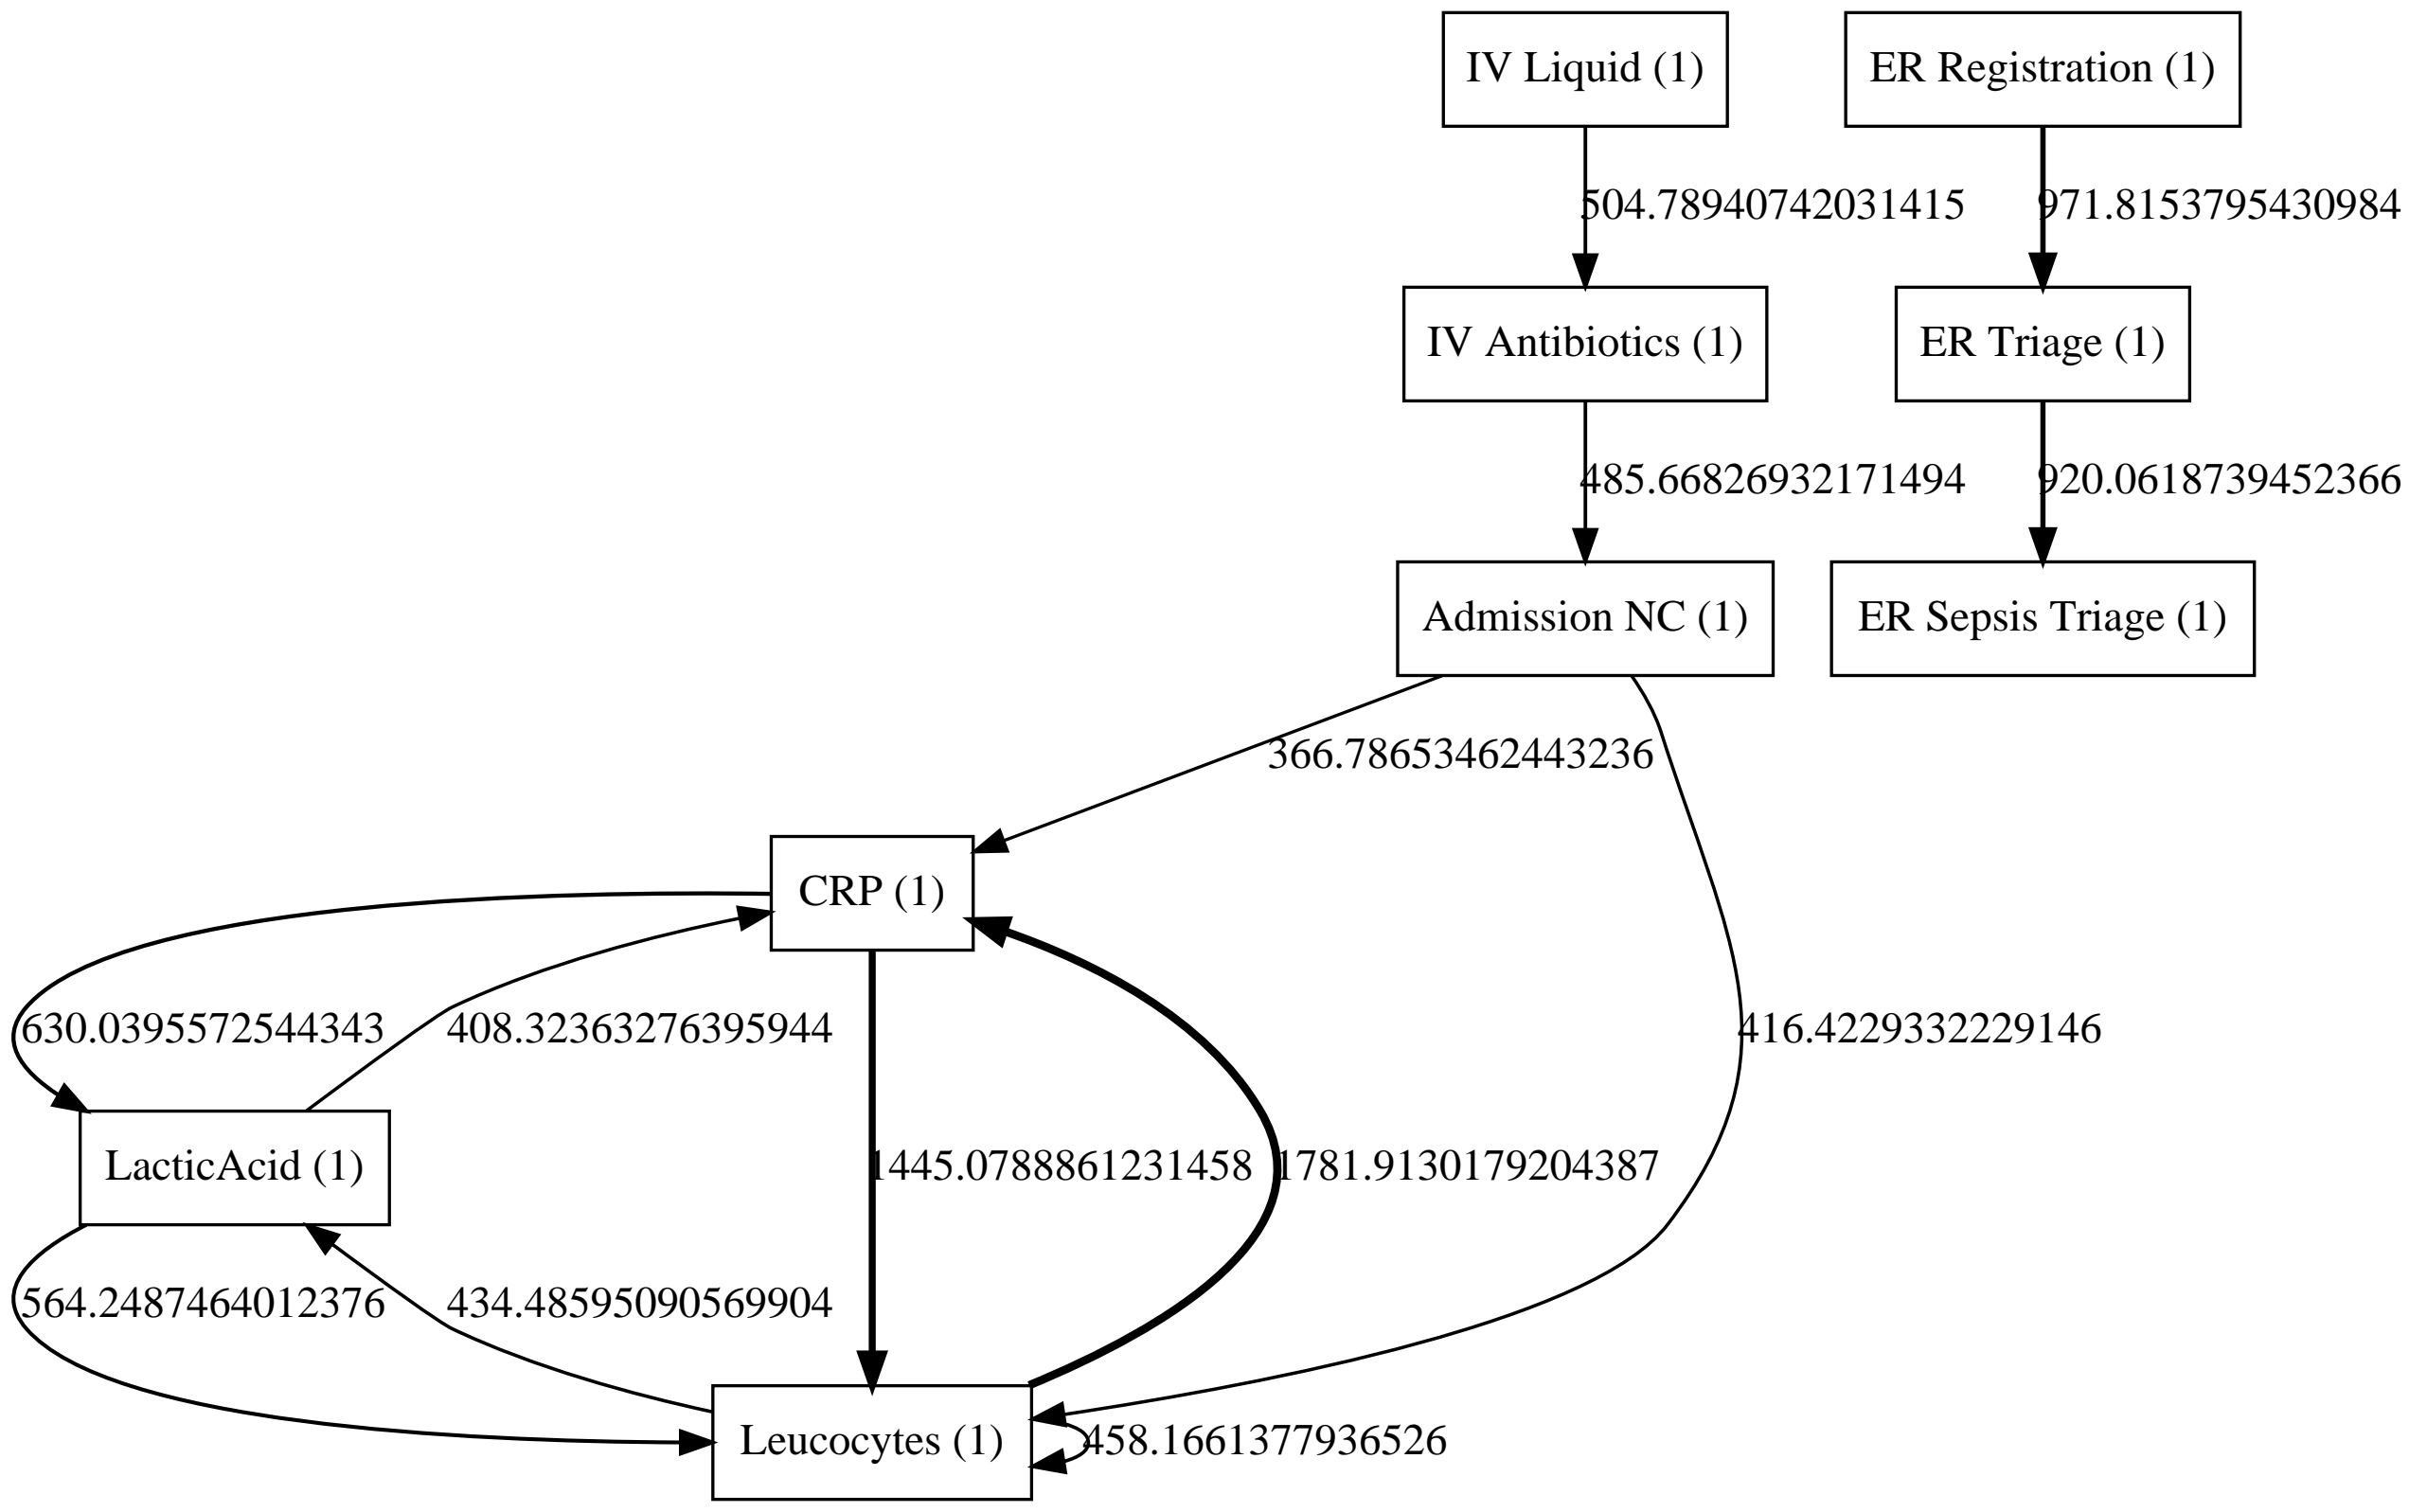 IV Liquid (1)
ER Registration (1)
504.78940742031415
971.8153795430984
IV Antibiotics (1)
ER Triage (1)
485.66826932171494
920.0618739452366
Admission NC (1)
ER Sepsis Triage (1)
366.78653462443236
CRP (1)
630.0395572544343
408.32363276395944
416.4229332229146
LacticAcid (1)
1445.0788861231458
1781.9130179204387
564.2487464012376
434.48595090569904
Leucocytes (1)
458.1661377936526